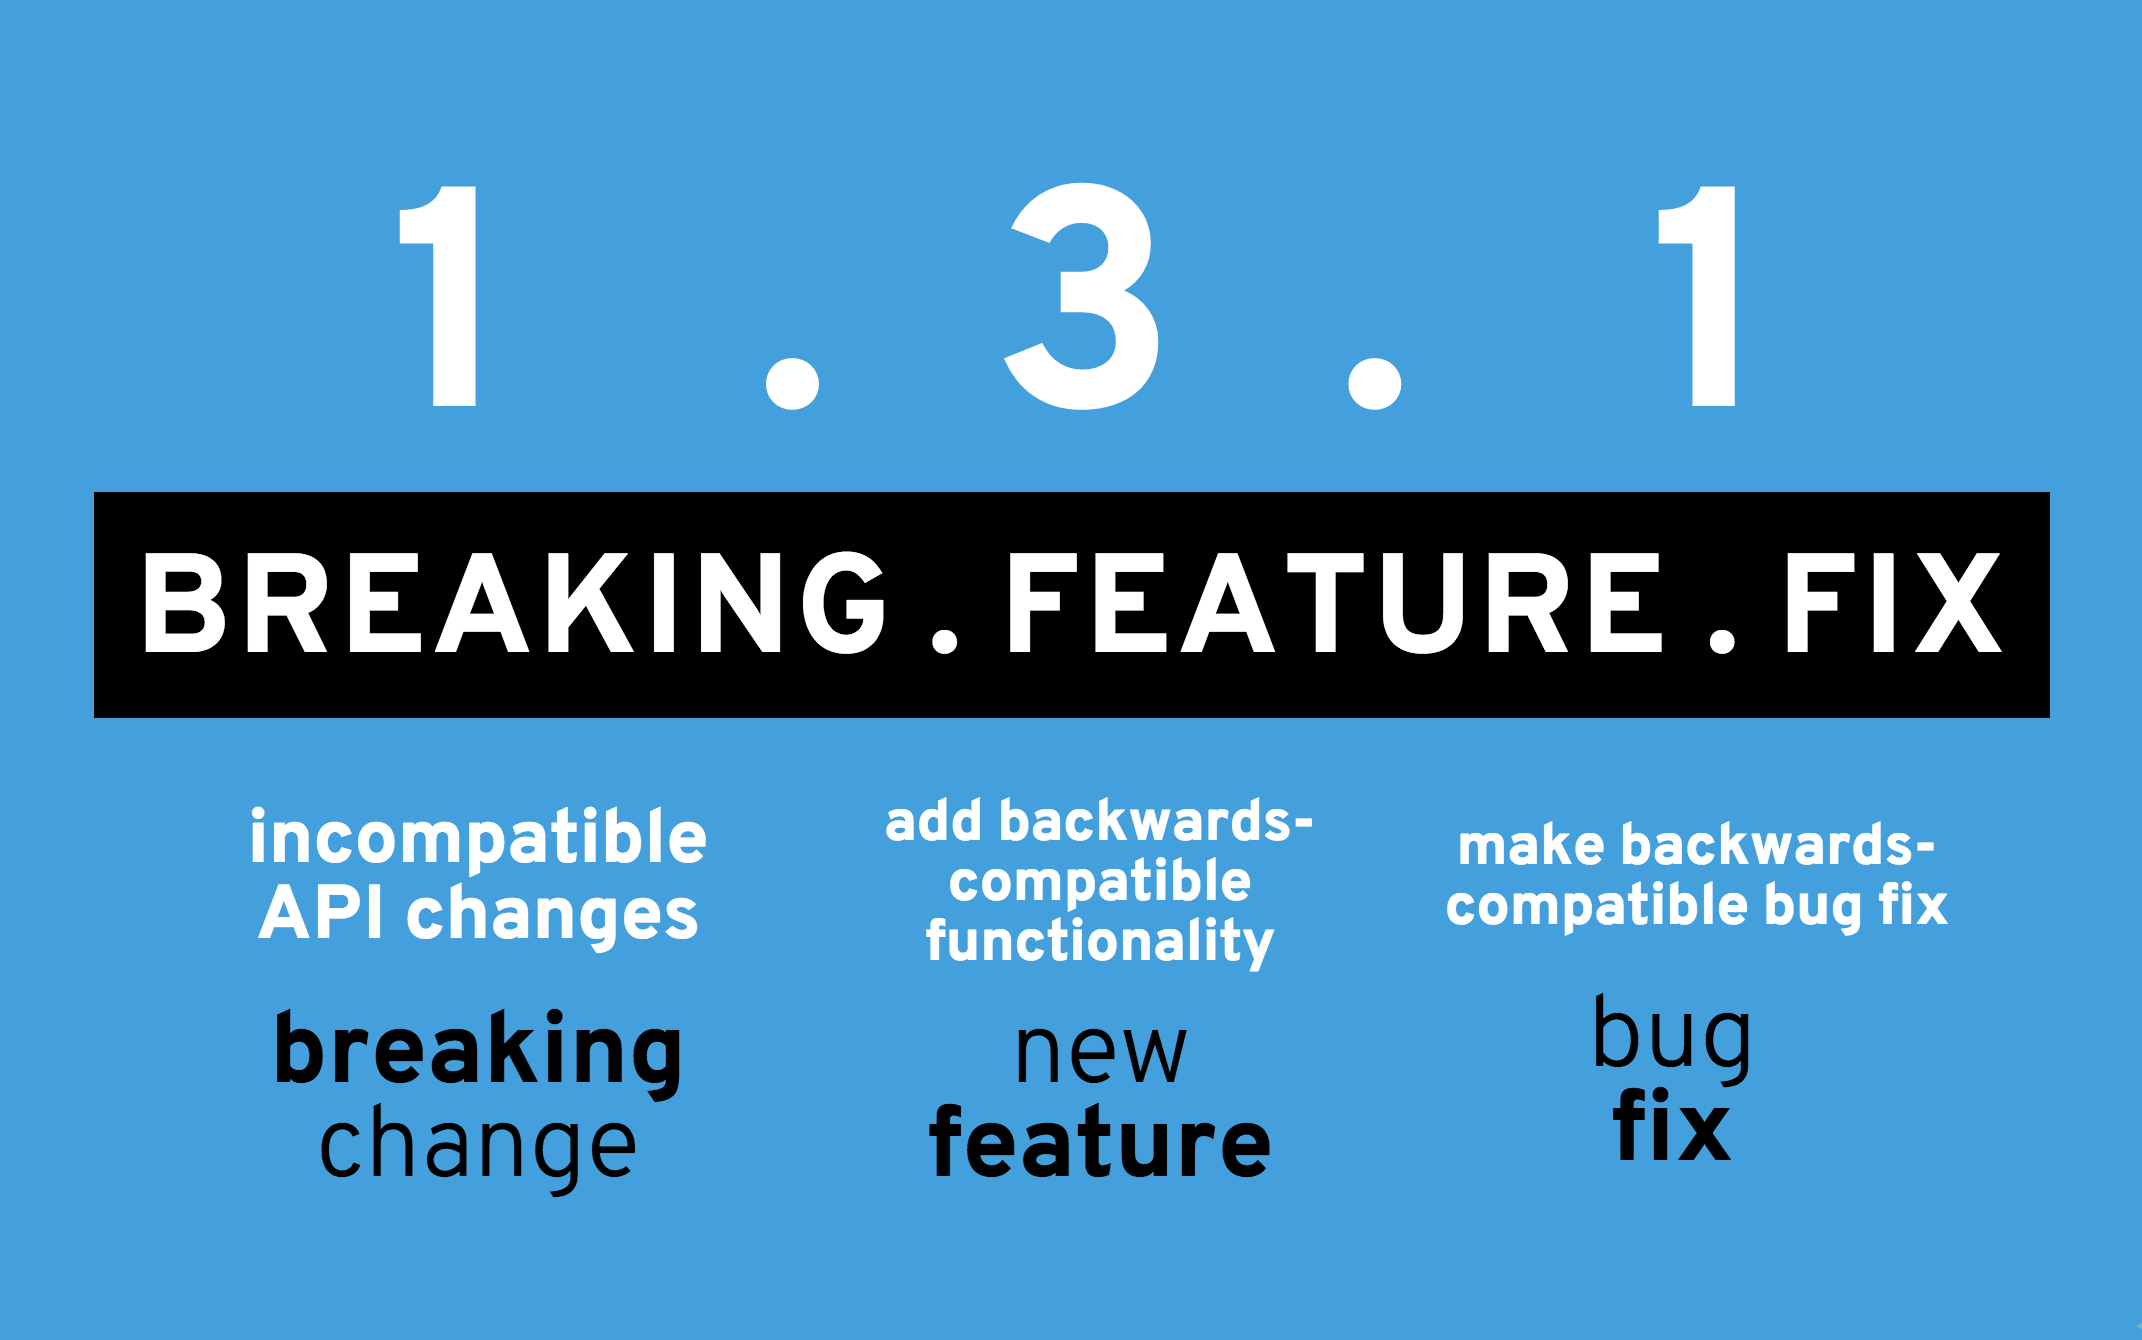 1 . 3 . 1
BREAKING . FEATURE . FIX
incompatible
API changes
breaking
change
add backwards-
compatible
functionality
new
feature
make backwards-
compatible bug fix
bug
fix